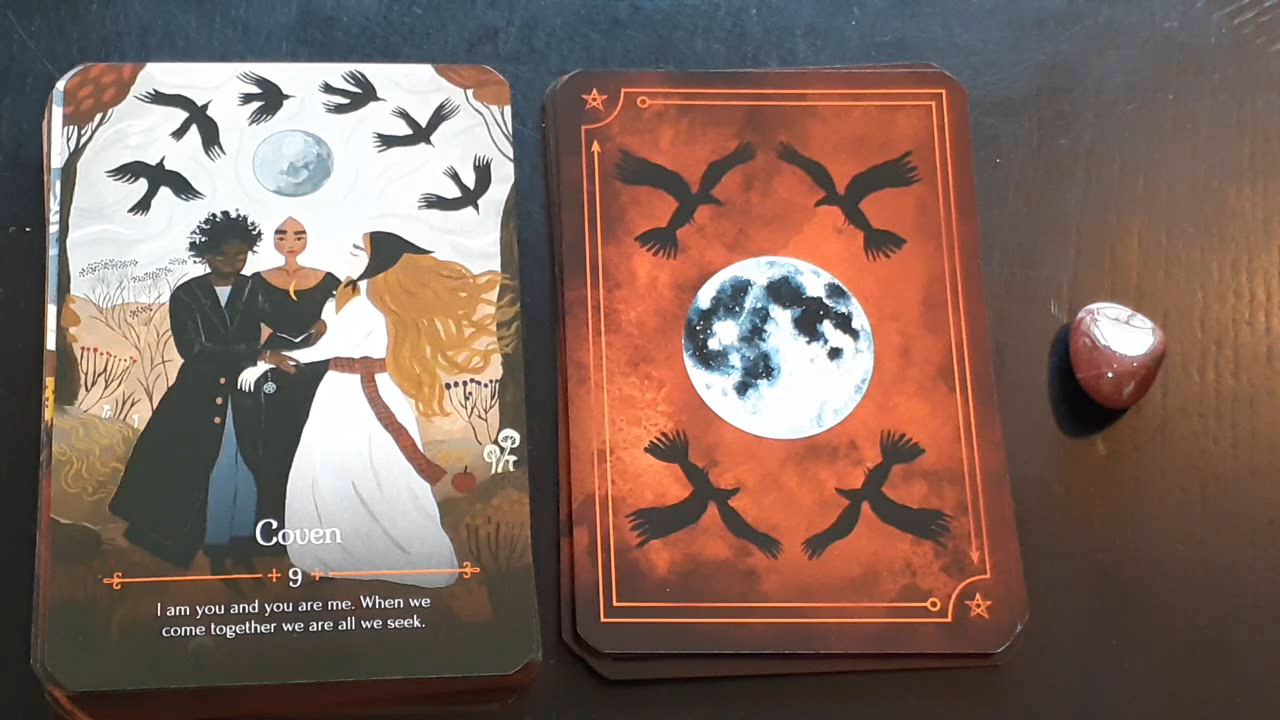 Coven
9
I am you and you are me. When we
come together we are all we seek.